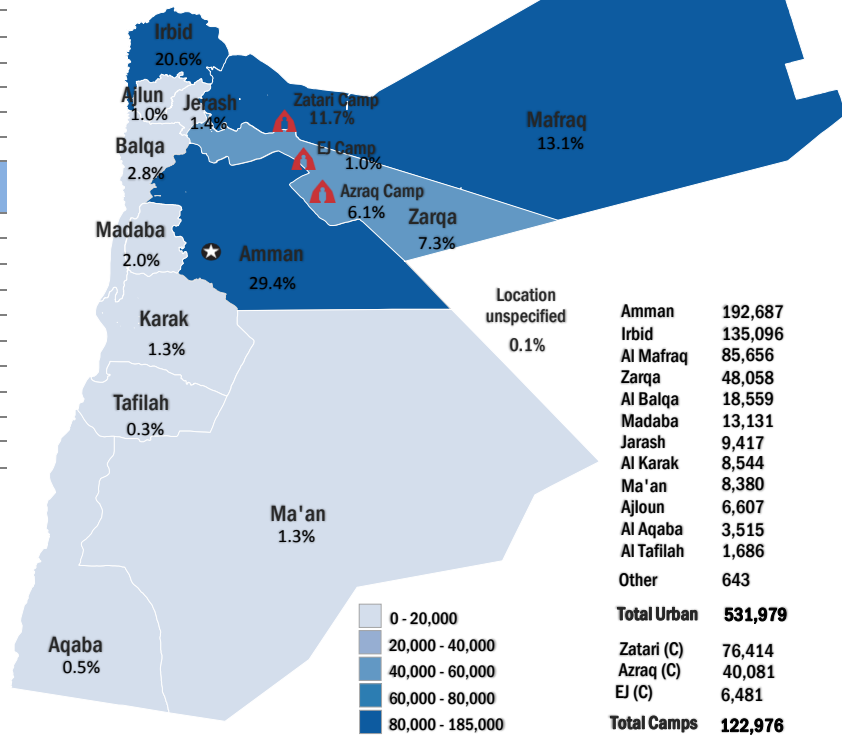 Irbid
20.6%
Ajlun
1.0%
Jerash
1.4%
Zatari Camp
11.7%
Mafraq
13.1%
Balqa
2.8%
EJ Camp
1.0%
Azraq Camp
6.1%
Zarqa
7.3%
Madaba
2.0%
Amman
29.4%
Karak
1.3%
Location
unspecified
0.1%
Tafilah
0.3%
Ma'an
1.3%
Aqaba
0.5%
0 - 20,000
20,000 - 40,000
40,000 - 60,000
60,000 - 80,000
80,000 - 185,000
Amman 192,687
Irbid 135,096
Al Mafraq 85,656
Zarqa 48,058
Al Balqa 18,559
Madaba 13,131
Jarash 9,417
Al Karak 8,544
Ma'an 8,380
Ajloun 6,607
Al Aqaba 3,515
Al Tafilah 1,686
Other 643
Total Urban 531,979
Zatari (C) 76,414
Azraq (C) 40,081
EJ (C) 6,481
Total Camps 122,976